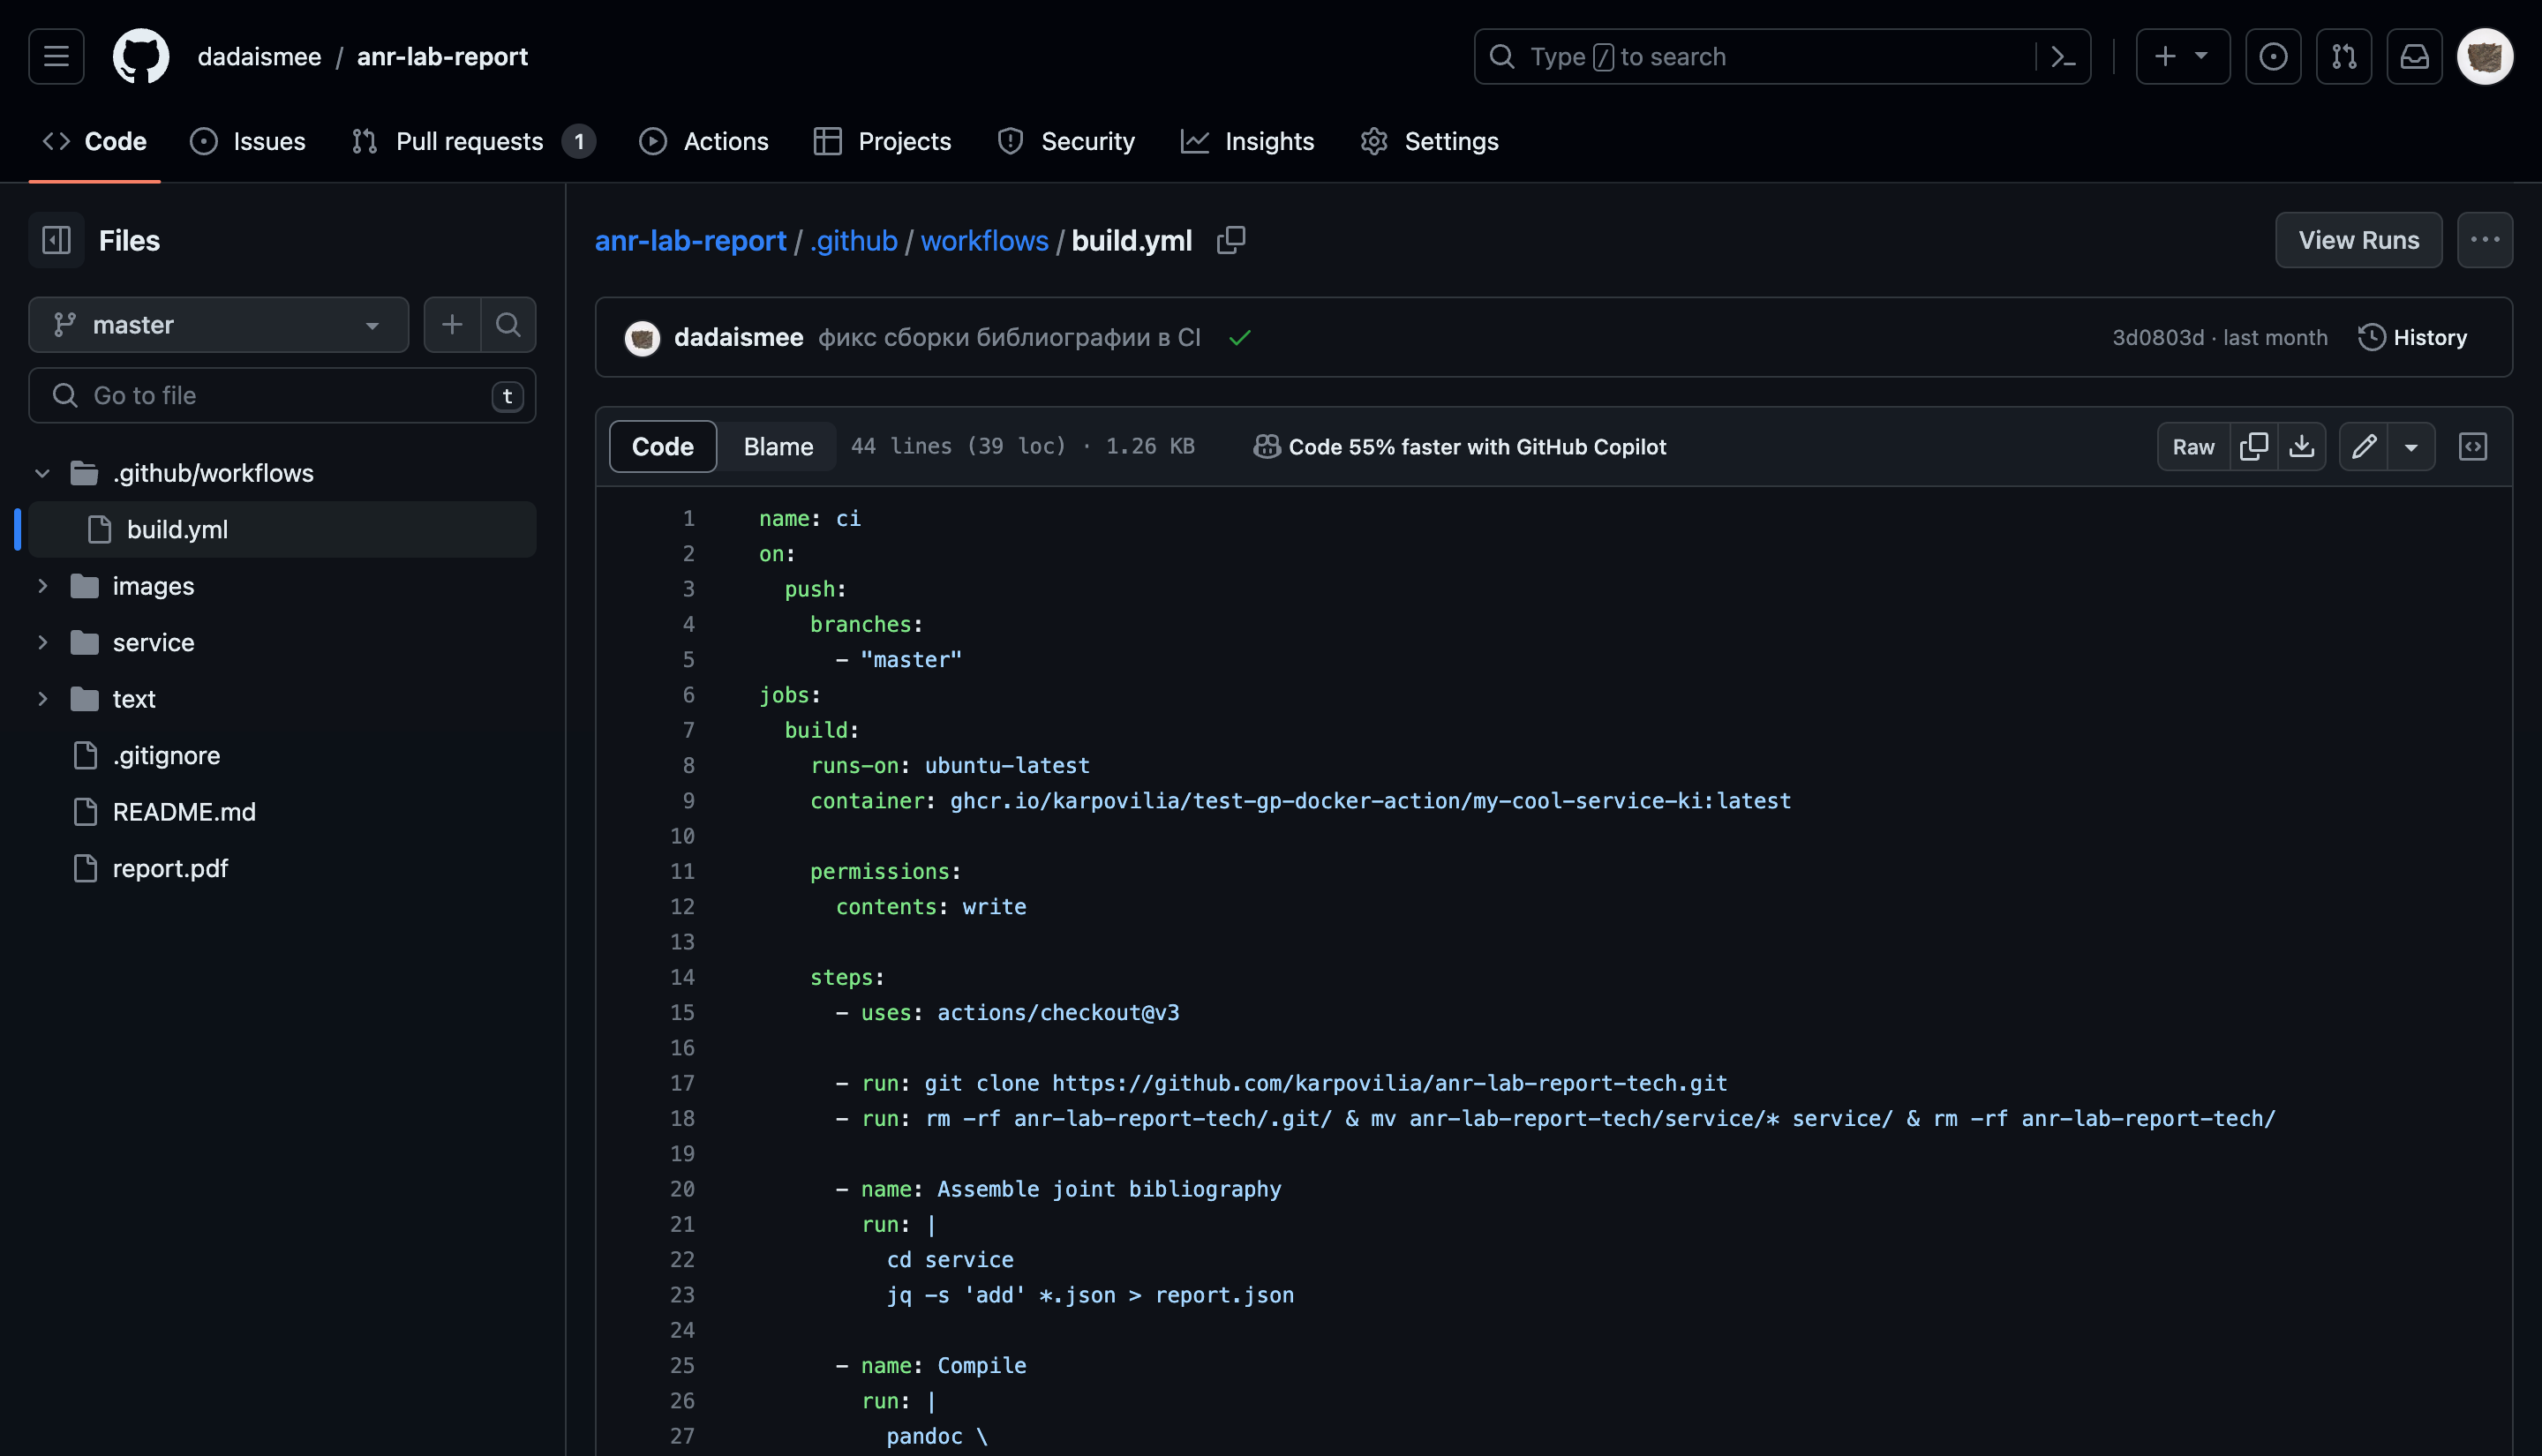 dadaismee / anr-lab-report
Type / to search
Code
Issues
Pull requests 1
Actions
Projects
Security
Insights
Settings
Files
master
Go to file
t
.github/workflows
build.yml
images
service
text
.gitignore
README.md
report.pdf
anr-lab-report / .github / workflows / build.yml
View Runs
dadaismee фикс сборки библиографии в CI
3d0803d · last month
History
Code
Blame
44 lines (39 loc) · 1.26 KB
Code 55% faster with GitHub Copilot
Raw
1 name: ci
2 on:
3   push:
4     branches:
5       - "master"
6 jobs:
7   build:
8     runs-on: ubuntu-latest
9     container: ghcr.io/karpovilia/test-gp-docker-action/my-cool-service-ki:latest
10
11     permissions:
12       contents: write
13
14     steps:
15       - uses: actions/checkout@v3
16
17       - run: git clone https://github.com/karpovilia/anr-lab-report-tech.git
18       - run: rm -rf anr-lab-report-tech/.git/ & mv anr-lab-report-tech/service/* service/ & rm -rf anr-lab-report-tech/
19
20       - name: Assemble joint bibliography
21         run: |
22           cd service
23           jq -s 'add' *.json > report.json
24
25       - name: Compile
26         run: |
27           pandoc \